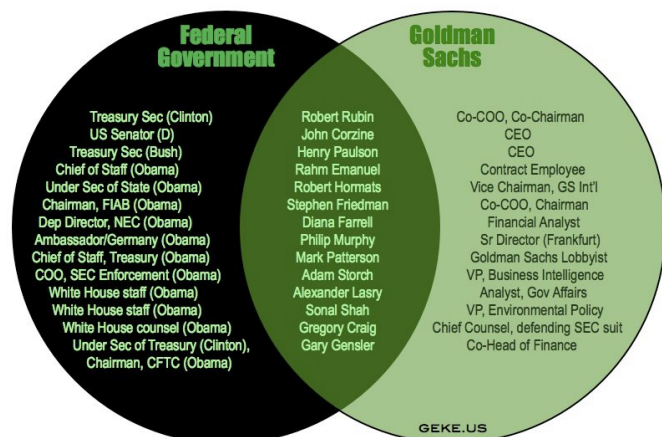 Federal
Government
Goldman
Sachs
Treasury Sec (Clinton) Robert Rubin Co-COO, Co-Chairman
US Senator (D) John Corzine CEO
Treasury Sec (Bush) Henry Paulson CEO
Chief of Staff (Obama) Rahm Emanuel Contract Employee
Under Sec of State (Obama) Robert Hormats Vice Chairman, GS Int'l
Chairman, FIAB (Obama) Stephen Friedman Co-COO, Chairman
Dep Director, NEC (Obama) Diana Farrell Financial Analyst
Ambassador/Germany (Obama) Philip Murphy Sr Director (Frankfurt)
Chief of Staff, Treasury (Obama) Mark Patterson Goldman Sachs Lobbyist
COO, SEC Enforcement (Obama) Adam Storch VP, Business Intelligence
White House staff (Obama) Alexander Lasry Analyst, Gov Affairs
White House staff (Obama) Sonal Shah VP, Environmental Policy
White House counsel (Obama) Gregory Craig Chief Counsel, defending SEC suit
Under Sec of Treasury (Clinton), Gary Gensler Co-Head of Finance
Chairman, CFTC (Obama)
GEKE.US